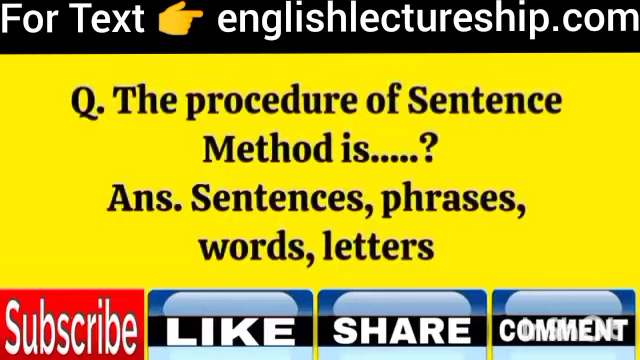 For Text 👉 englishlectureship.com
Q. The procedure of Sentence
Method is.....?
Ans. Sentences, phrases,
words, letters
Subscribe LIKE SHARE COMMENT